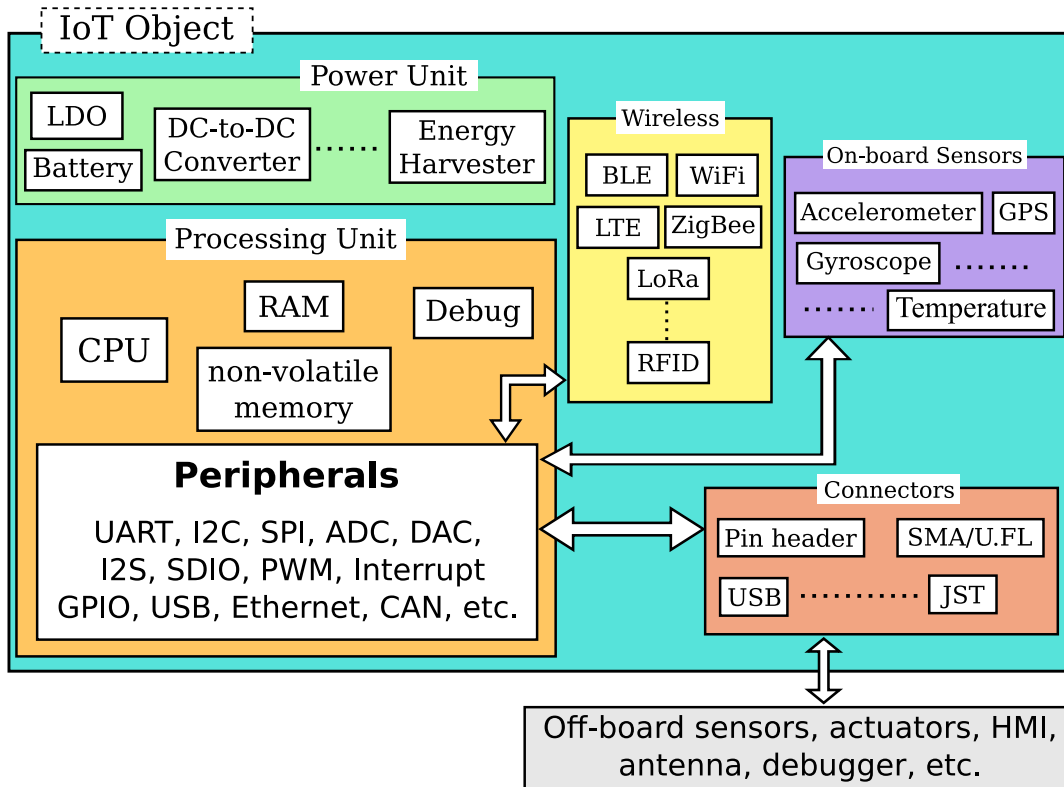 IoT Object
Power Unit
LDO
Battery
DC-to-DC
Converter
Energy
Harvester
Wireless
BLE
WiFi
LTE
ZigBee
LoRa
RFID
On-board Sensors
Accelerometer
GPS
Gyroscope
Temperature
Processing Unit
CPU
RAM
Debug
non-volatile
memory
Peripherals
UART, I2C, SPI, ADC, DAC,
I2S, SDIO, PWM, Interrupt
GPIO, USB, Ethernet, CAN, etc.
Connectors
Pin header
SMA/U.FL
USB
JST
Off-board sensors, actuators, HMI,
antenna, debugger, etc.